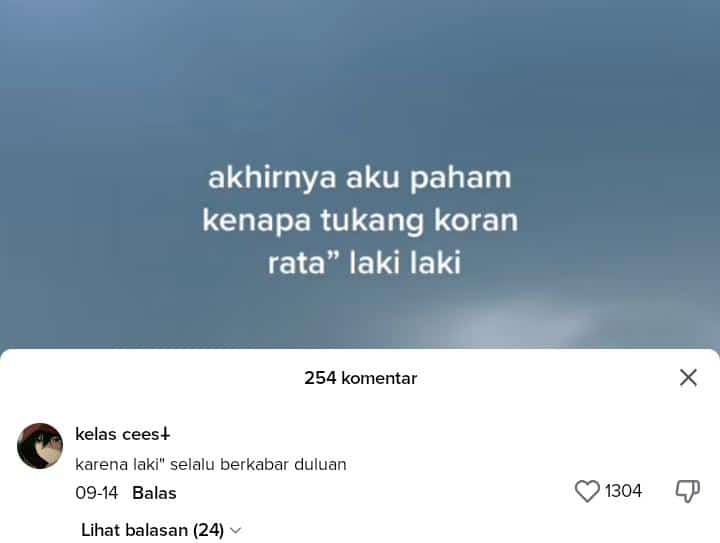 akhirnya aku paham
kenapa tukang koran
rata” laki laki
254 komentar
kelas cees⸸
karena laki" selalu berkabar duluan
09-14 Balas
1304
Lihat balasan (24)